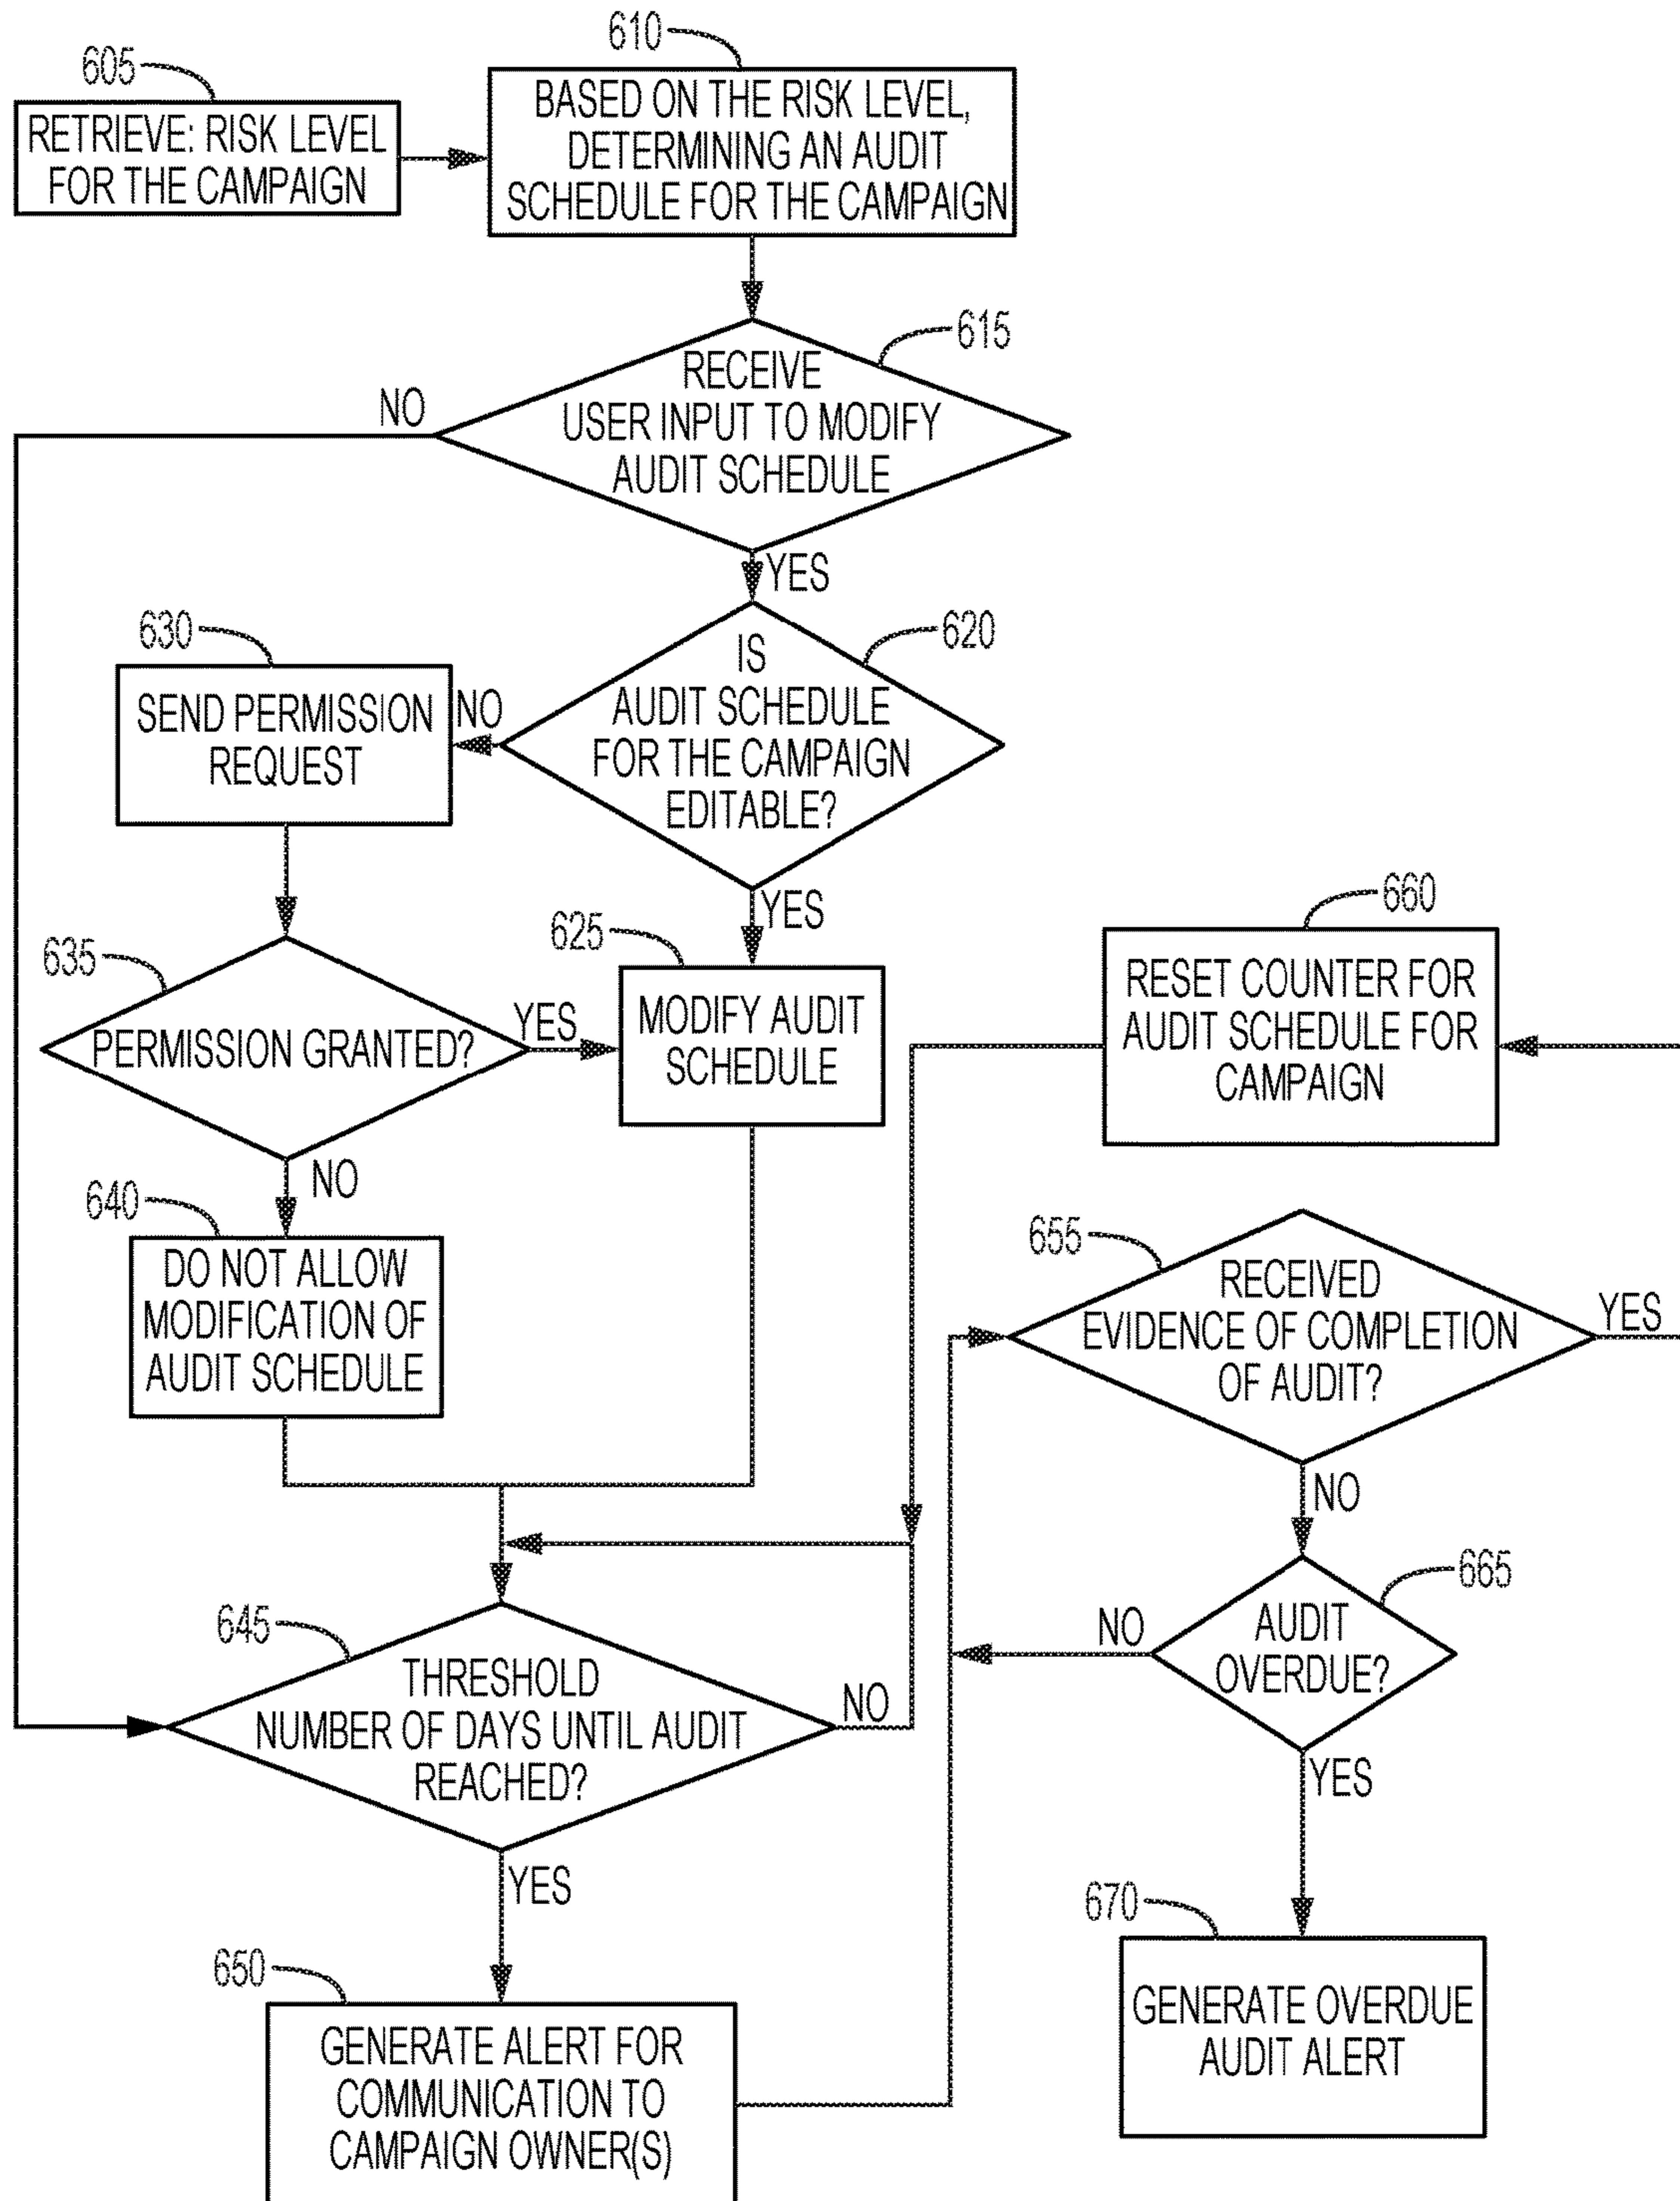 605
RETRIEVE: RISK LEVEL
FOR THE CAMPAIGN
610
BASED ON THE RISK LEVEL,
DETERMINING AN AUDIT
SCHEDULE FOR THE CAMPAIGN
615
RECEIVE
USER INPUT TO MODIFY
AUDIT SCHEDULE
NO
YES
620
IS
AUDIT SCHEDULE
FOR THE CAMPAIGN
EDITABLE?
NO
YES
630
SEND PERMISSION
REQUEST
635
PERMISSION GRANTED?
YES
NO
625
MODIFY AUDIT
SCHEDULE
640
DO NOT ALLOW
MODIFICATION OF
AUDIT SCHEDULE
645
THRESHOLD
NUMBER OF DAYS UNTIL AUDIT
REACHED?
NO
YES
650
GENERATE ALERT FOR
COMMUNICATION TO
CAMPAIGN OWNER(S)
660
RESET COUNTER FOR
AUDIT SCHEDULE FOR
CAMPAIGN
655
RECEIVED
EVIDENCE OF COMPLETION
OF AUDIT?
YES
NO
665
AUDIT
OVERDUE?
NO
YES
670
GENERATE OVERDUE
AUDIT ALERT